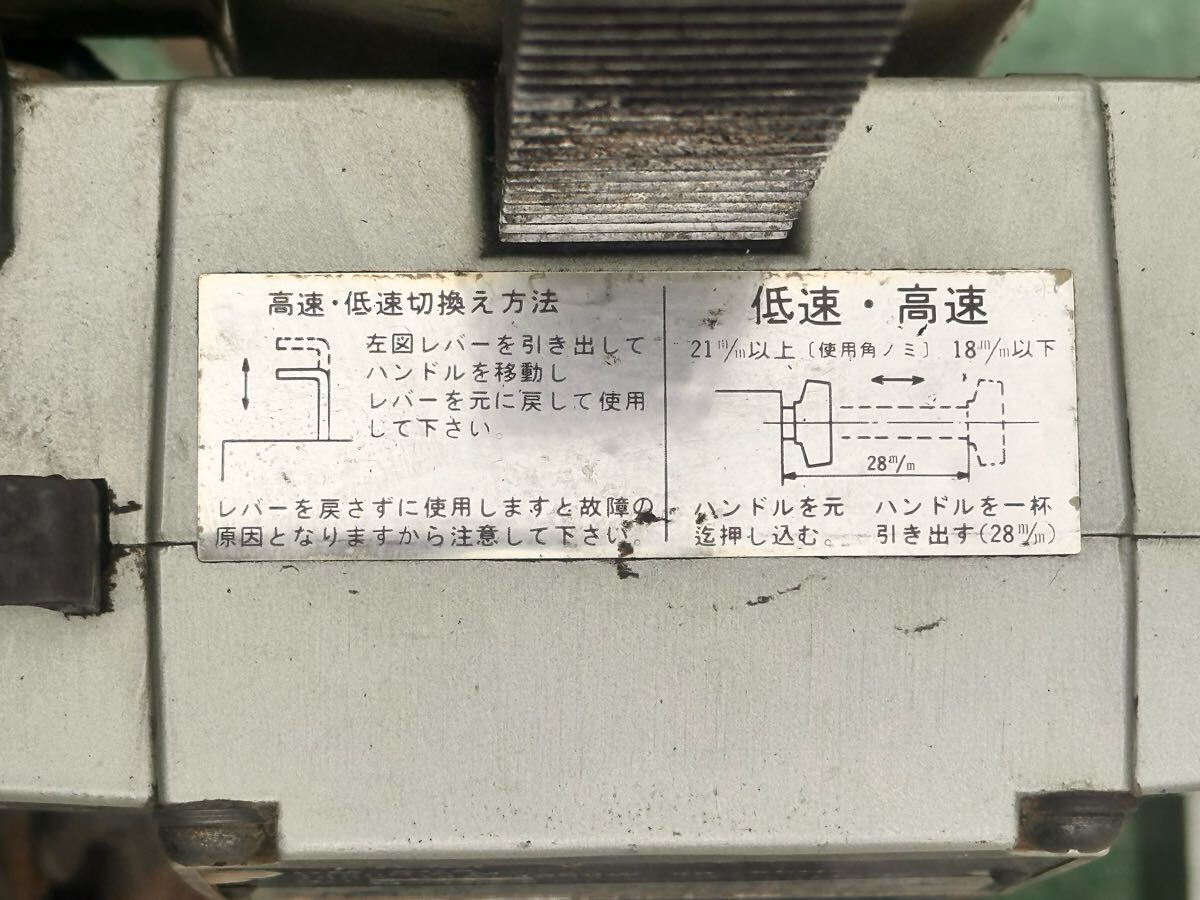 高速・低速切換え方法
左図レバーを引き出して
ハンドルを移動し
レバーを元に戻して使用
して下さい。
レバーを戻さずに使用しますと故障の
原因となりますから注意して下さい。
低速・高速
21m/m以上〔使用角ノミ〕18m/m以下
28m/m
ハンドルを元
迄押し込む。
ハンドルを一杯
引き出す(28m/m)